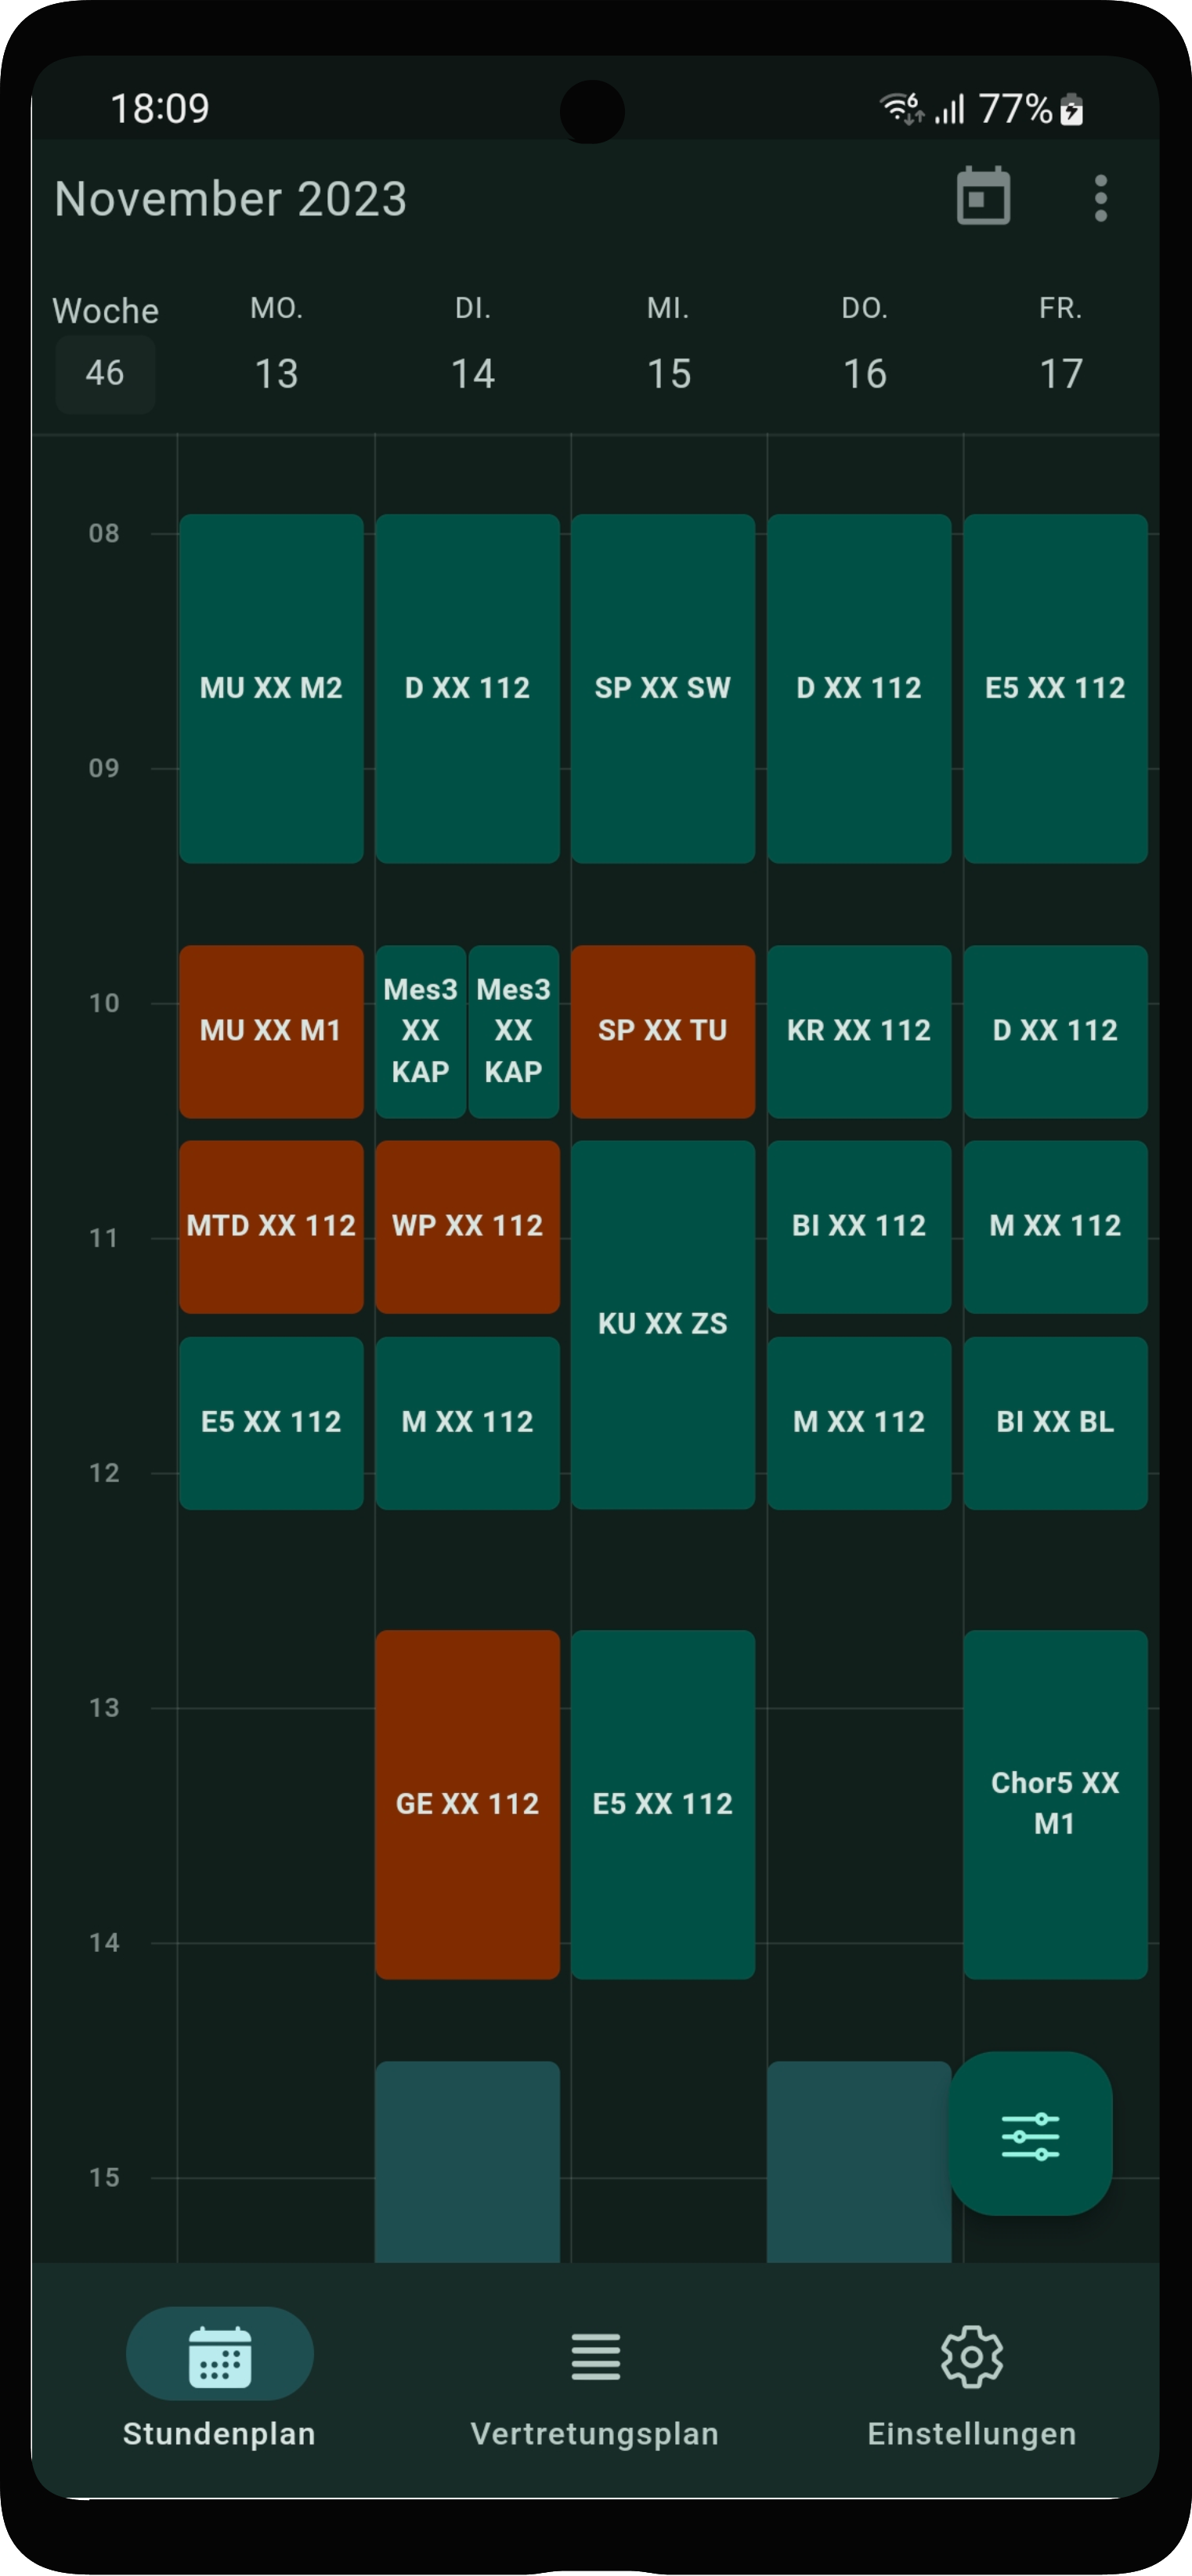 18:09
6 77%
November 2023
Woche MO. DI. MI. DO. FR.
46 13 14 15 16 17
08
MU XX M2 D XX 112 SP XX SW D XX 112 E5 XX 112
09
10
MU XX M1
Mes3
XX
KAP
Mes3
XX
KAP
SP XX TU KR XX 112 D XX 112
11
MTD XX 112 WP XX 112 BI XX 112 M XX 112
KU XX ZS
E5 XX 112 M XX 112 M XX 112 BI XX BL
12
13
GE XX 112 E5 XX 112
Chor5 XX
M1
14
15
Stundenplan Vertretungsplan Einstellungen